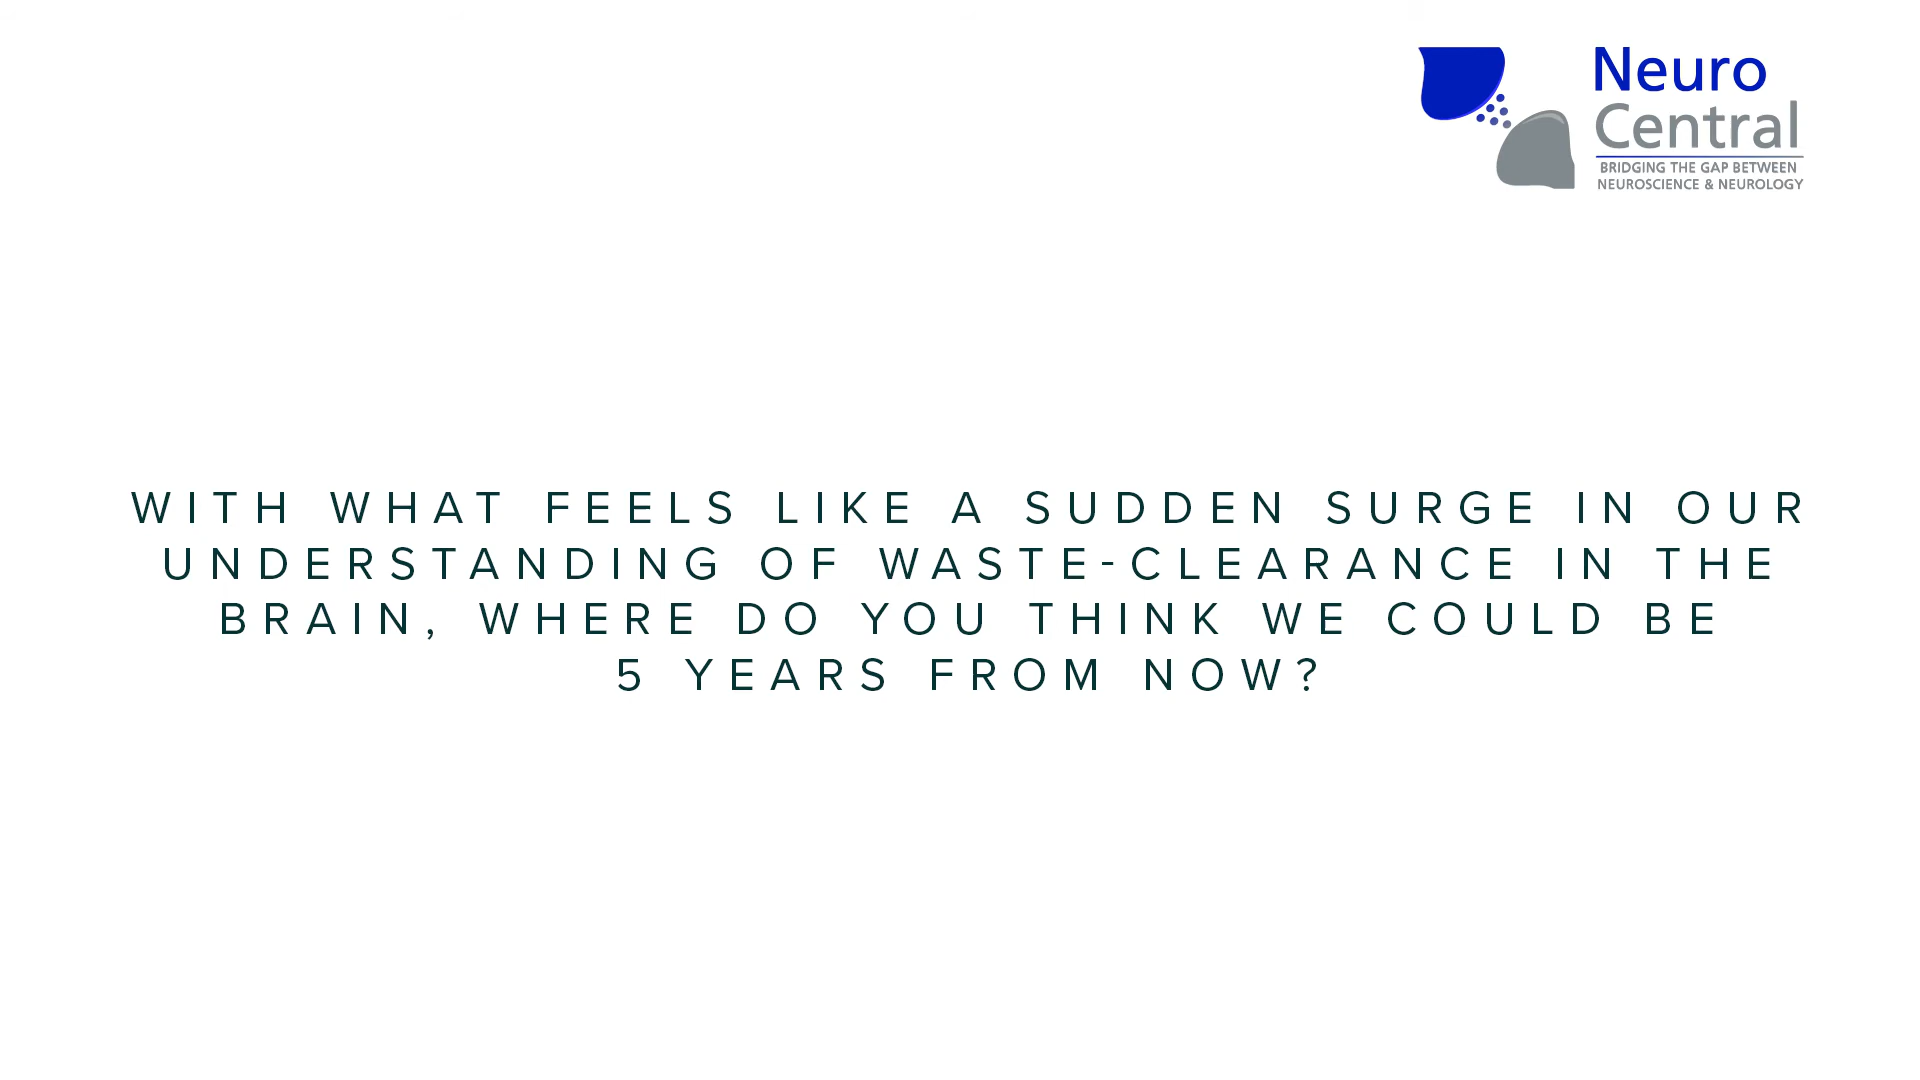 Neuro
Central
BRIDGING THE GAP BETWEEN
NEUROSCIENCE & NEUROLOGY
WITH WHAT FEELS LIKE A SUDDEN SURGE IN OUR
UNDERSTANDING OF WASTE-CLEARANCE IN THE
BRAIN, WHERE DO YOU THINK WE COULD BE
5 YEARS FROM NOW?